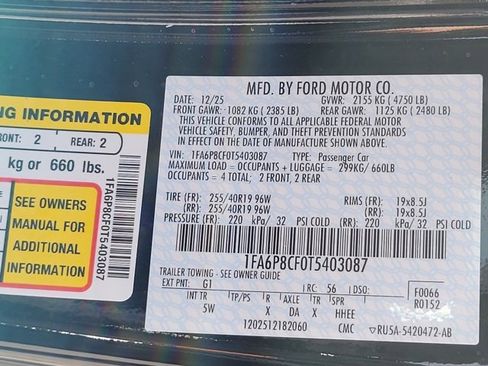 NG INFORMATION
FRONT: 2 REAR: 2
kg or 660 lbs.
SEE OWNERS
MANUAL FOR
ADDITIONAL
INFORMATION
1FA6P8CF0T5403087
MFD. BY FORD MOTOR CO.
DATE: 12/25 GVWR: 2155 KG ( 4750 LB)
FRONT GAWR: 1082 KG ( 2385 LB) REAR GAWR: 1125 KG ( 2480 LB)
THIS VEHICLE CONFORMS TO ALL APPLICABLE FEDERAL MOTOR
VEHICLE SAFETY, BUMPER, AND THEFT PREVENTION STANDARDS
IN EFFECT ON THE DATE OF MANUFACTURE SHOWN ABOVE.
VIN: 1FA6P8CF0T5403087 TYPE: Passenger Car
MAXIMUM LOAD = OCCUPANTS + LUGGAGE = 299KG / 660LB
OCCUPANTS = 4 TOTAL: 2 FRONT, 2 REAR
TIRE (FR): 255/40R19 96W RIMS (FR): 19x8.5J
(RR): 255/40R19 96W (RR): 19x8.5J
PRESSURE (FR): 220 kPa/ 32 PSI COLD (RR): 220 kPa/ 32 PSI COLD
1FA6P8CF0T5403087
TRAILER TOWING - SEE OWNER GUIDE
EXT PNT: G1 RC: 56 DSO: F0066
R0152
INT TR TP/PS R AXLE TR SPR
5W X DX HHEE
1202512182060 CMC RU5A-5420472-AB